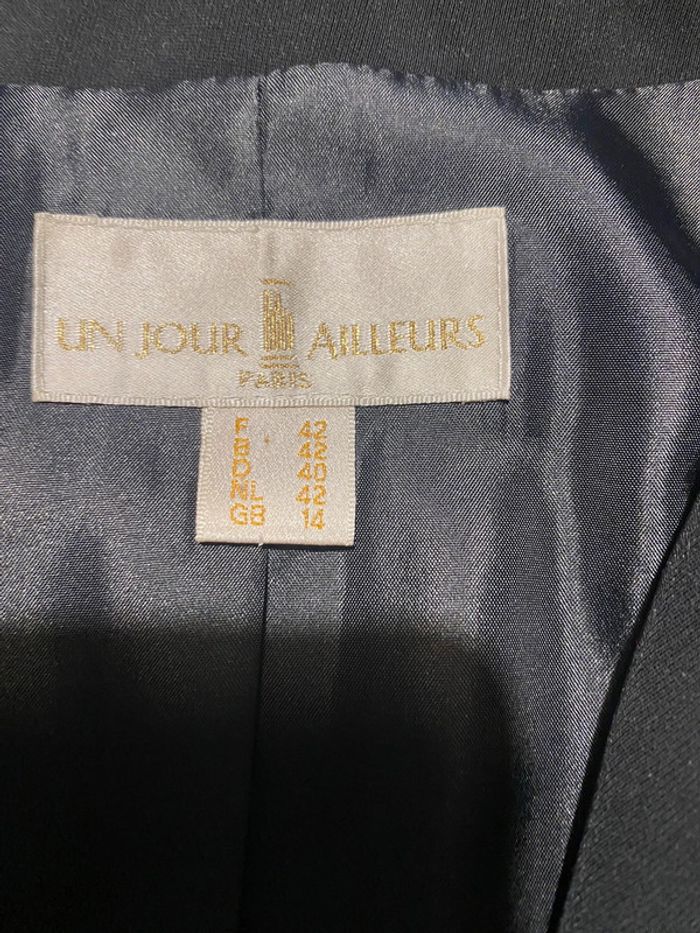 UN JOUR AILLEURS
PARIS
F 42
B 42
D 40
NL 42
GB 14